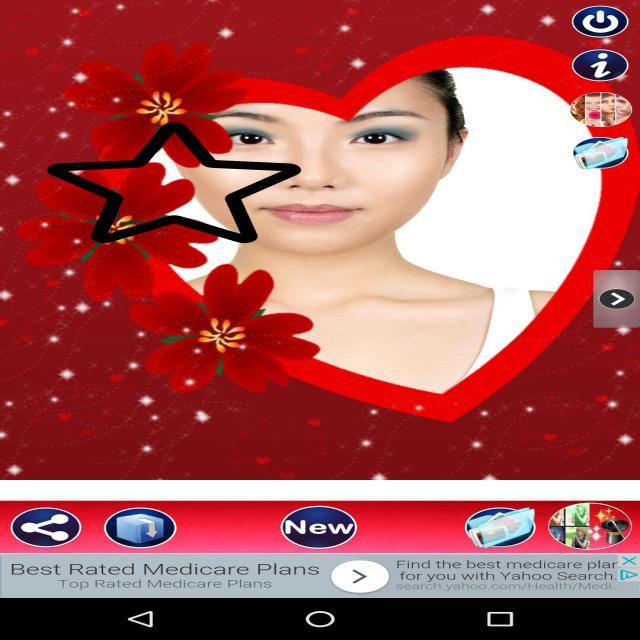 New
Best Rated Medicare Plans
Top Rated Medicare Plans
Find the best medicare plan
for you with Yahoo Search.
search.yahoo.com/Health/Medi...